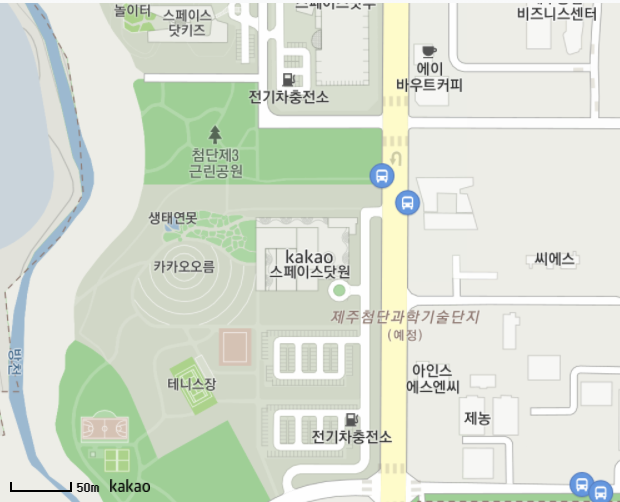 놀이터
스페이스
닷키즈
비즈니스센터
에이
바우트커피
전기차충전소
첨단제3
근린공원
생태연못
카카오오름
kakao
스페이스닷원
씨에스
제주첨단과학기술단지
(예정)
아인스
에스엔씨
테니스장
제농
전기차충전소
50m kakao